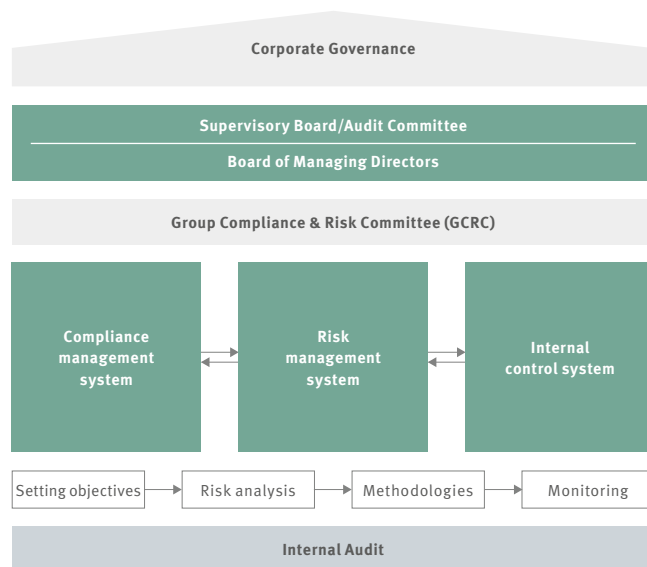 Corporate Governance
Supervisory Board/Audit Committee
Board of Managing Directors
Group Compliance & Risk Committee (GCRC)
Compliance
management
system
Risk
management
system
Internal
control system
Setting objectives
Risk analysis
Methodologies
Monitoring
Internal Audit